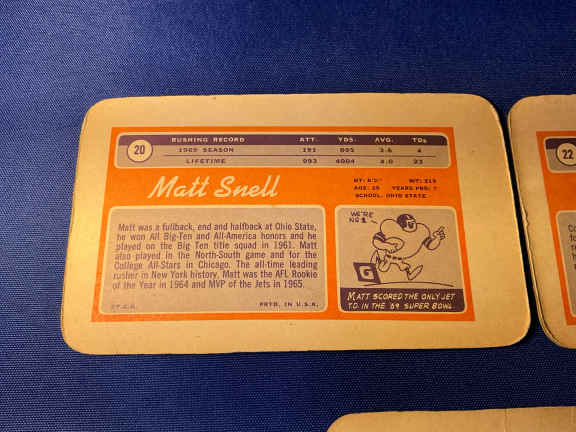 20
RUSHING RECORD ATT. YDS. AVG. TDs
1969 SEASON 191 695 3.6 4
LIFETIME 993 4004 4.0 23
Matt Snell
HT: 6'2" WT: 219
AGE: 28 YEARS PRO: 7
SCHOOL: OHIO STATE
Matt was a fullback, end and halfback at Ohio State,
he won All Big-Ten and All-America honors and he
played on the Big Ten title squad in 1961. Matt
also played in the North-South game and for the
College All-Stars in Chicago. The all-time leading
rusher in New York history, Matt was the AFL Rookie
of the Year in 1964 and MVP of the Jets in 1965.
©T.C.G. PRTD. IN U.S.A.
WE'RE
NO 1
G
MATT SCORED THE ONLY JET
T.D. IN THE '69 SUPER BOWL
22